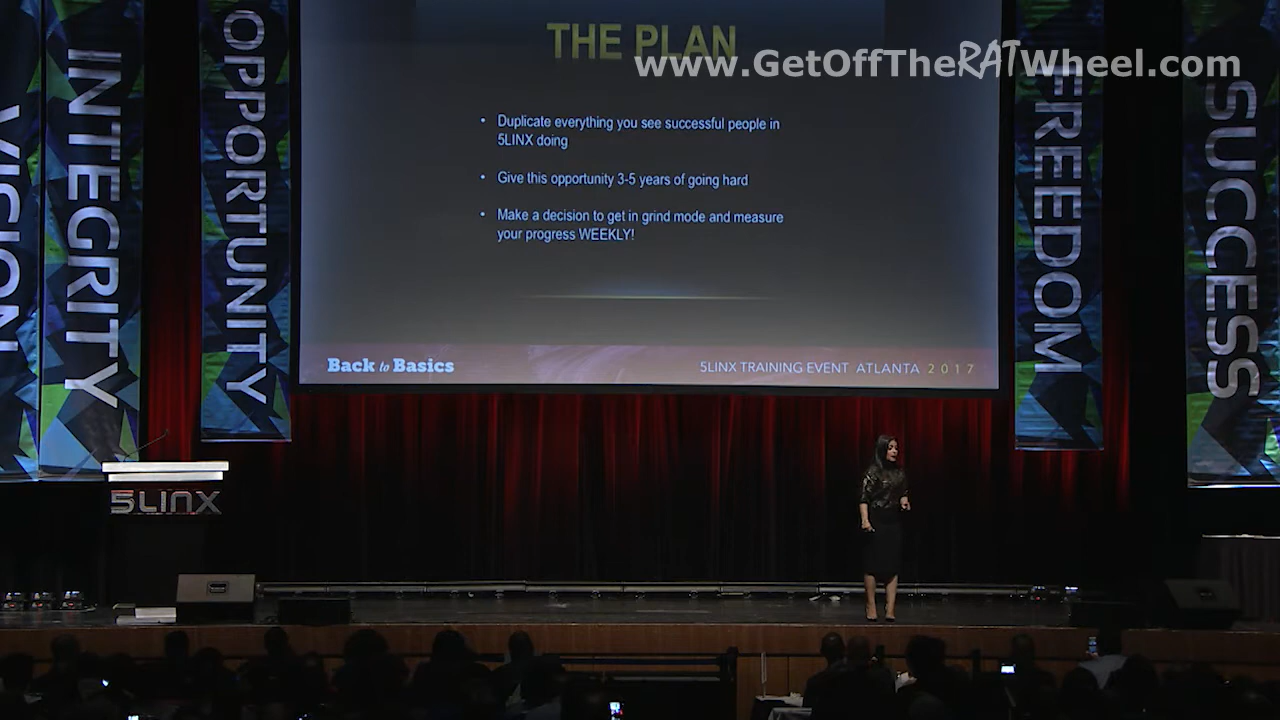 THE PLAN
www.GetOffTheRATWheel.com
• Duplicate everything you see successful people in
5LINX doing
• Give this opportunity 3-5 years of going hard
• Make a decision to get in grind mode and measure
your progress WEEKLY!
Back to Basics
5LINX TRAINING EVENT ATLANTA 2017
VISION
INTEGRITY
OPPORTUNITY
FREEDOM
SUCCESS
5LINX